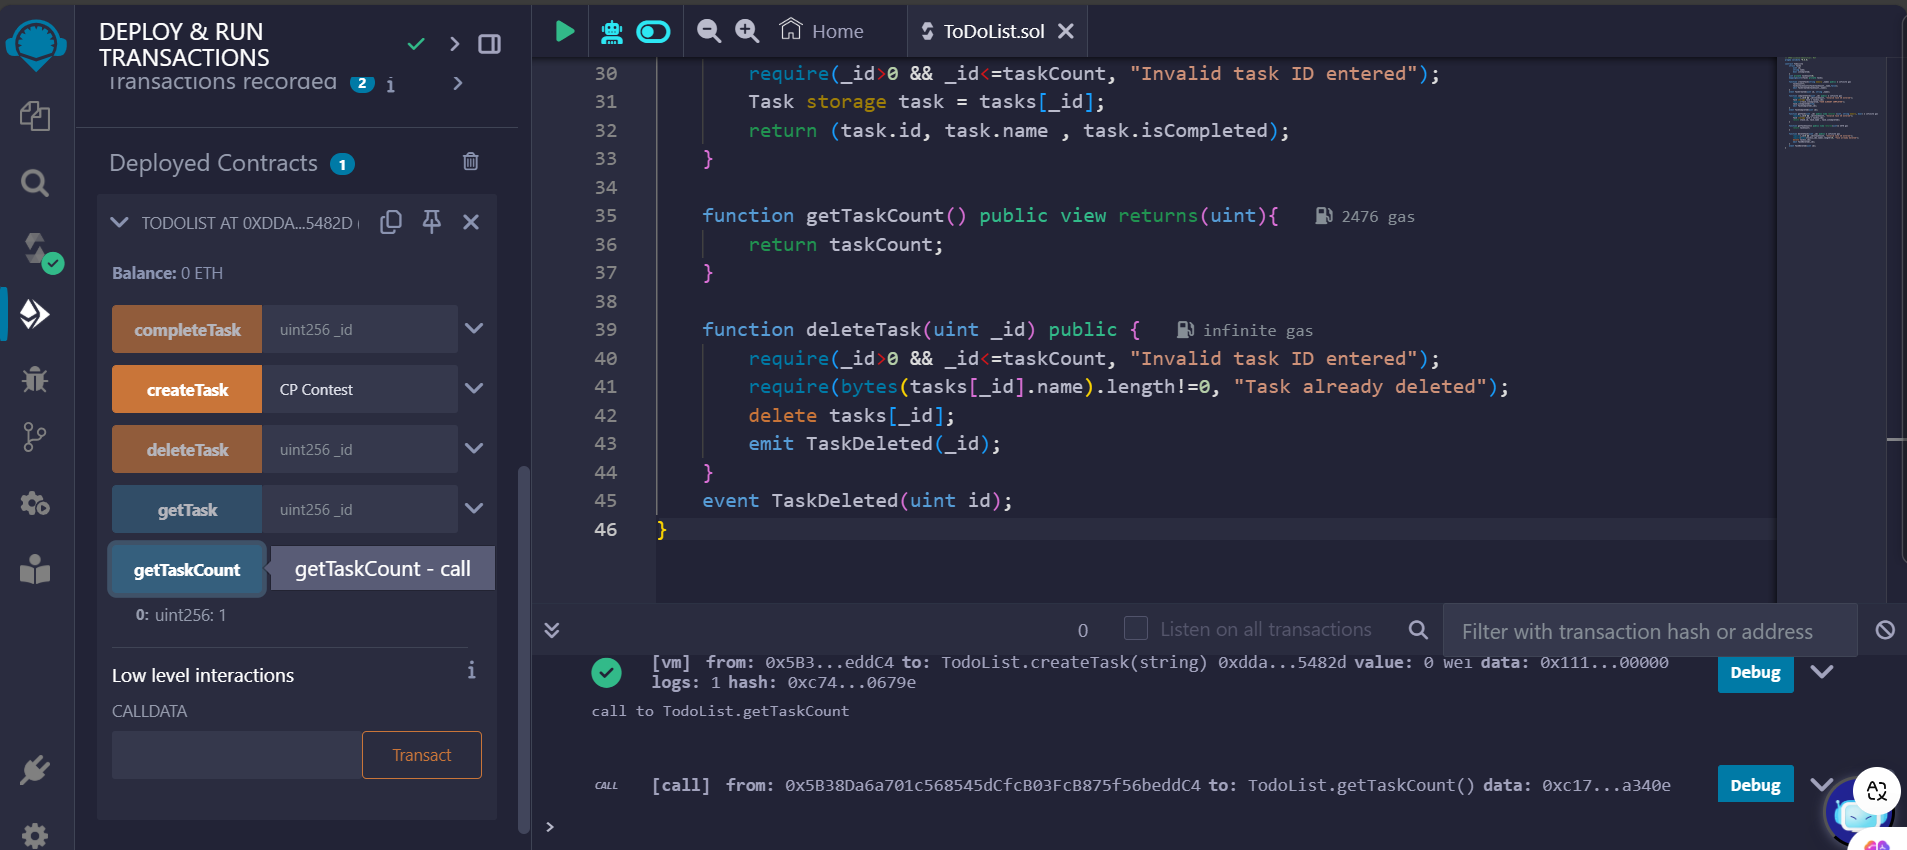 DEPLOY & RUN
TRANSACTIONS
Transactions recorded 2 i
Deployed Contracts 1
TODOLIST AT 0XDDA...5482D (
Balance: 0 ETH
completeTask uint256 _id
createTask CP Contest
deleteTask uint256 _id
getTask uint256 _id
getTaskCount getTaskCount - call
0: uint256: 1
Low level interactions i
CALLDATA
Transact
Home ToDoList.sol
30 require(_id>0 && _id<=taskCount, "Invalid task ID entered");
31 Task storage task = tasks[_id];
32 return (task.id, task.name , task.isCompleted);
33 }
34
35 function getTaskCount() public view returns(uint){ 2476 gas
36 return taskCount;
37 }
38
39 function deleteTask(uint _id) public { infinite gas
40 require(_id>0 && _id<=taskCount, "Invalid task ID entered");
41 require(bytes(tasks[_id].name).length!=0, "Task already deleted");
42 delete tasks[_id];
43 emit TaskDeleted(_id);
44 }
45 event TaskDeleted(uint id);
46 }
0 Listen on all transactions Filter with transaction hash or address
[vm] from: 0x5B3...eddC4 to: TodoList.createTask(string) 0xdda...5482d value: 0 wei data: 0x111...00000
logs: 1 hash: 0xc74...0679e
Debug
call to TodoList.getTaskCount
CALL [call] from: 0x5B38Da6a701c568545dCfcB03FcB875f56beddC4 to: TodoList.getTaskCount() data: 0xc17...a340e
Debug
>